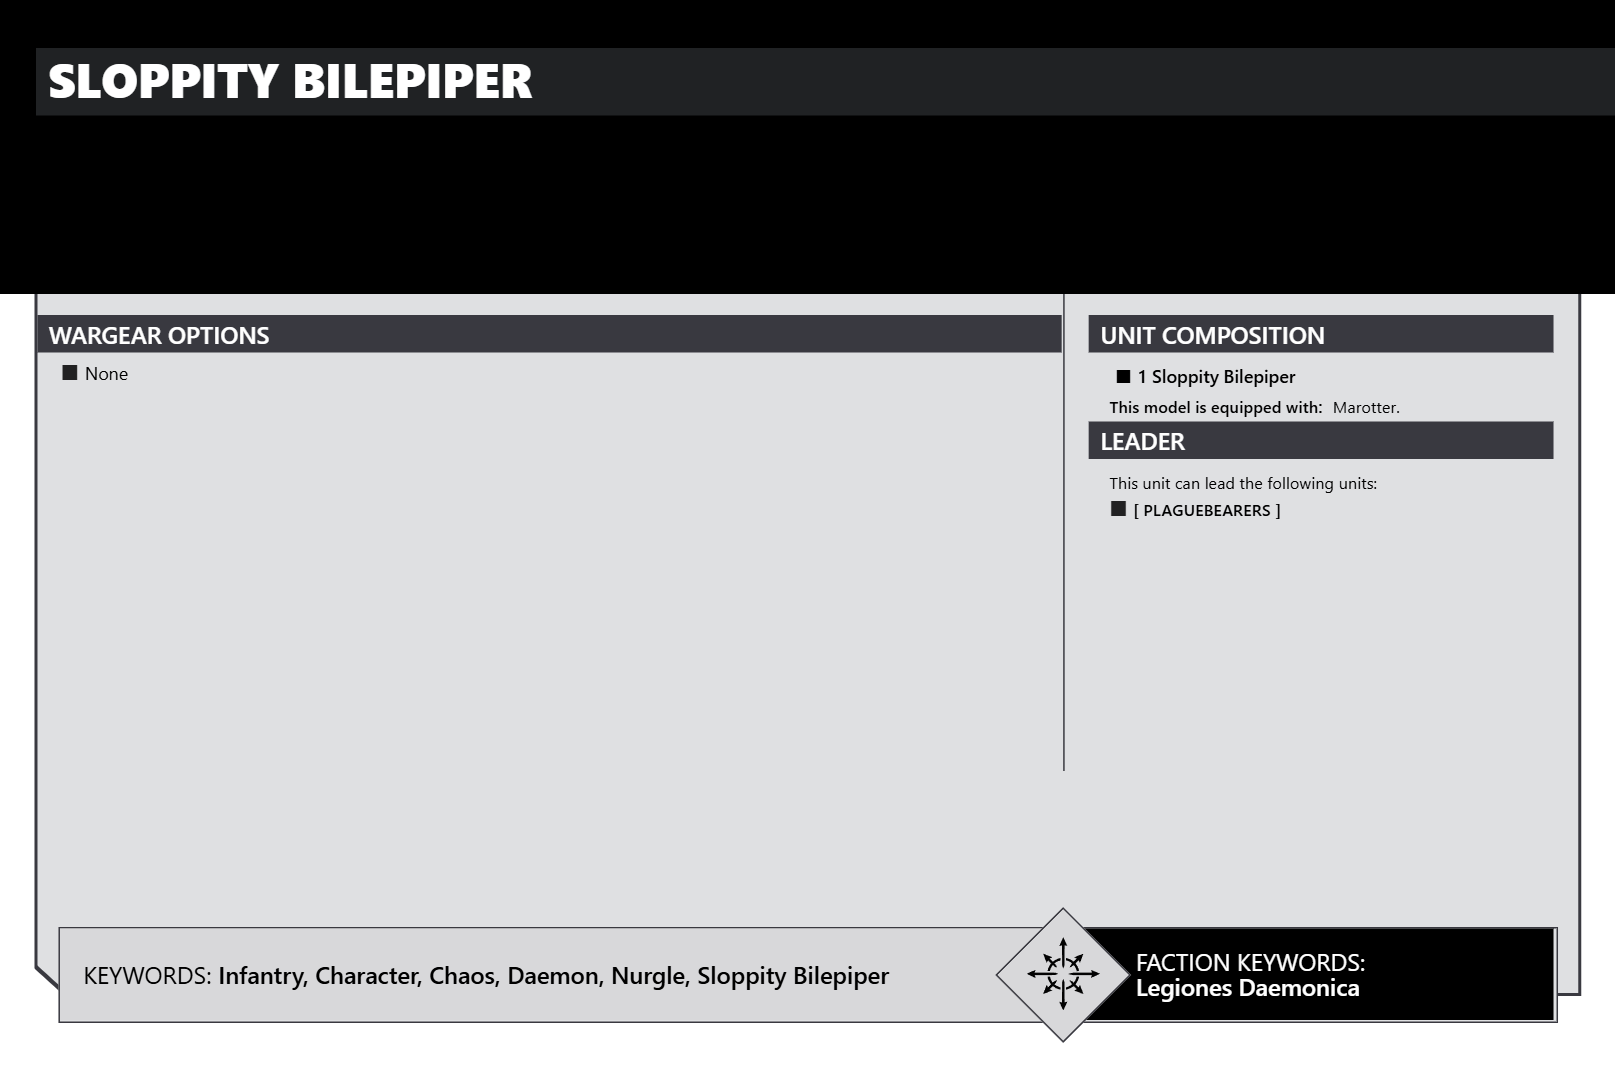 SLOPPITY BILEPIPER
WARGEAR OPTIONS
■ None
UNIT COMPOSITION
■ 1 Sloppity Bilepiper
This model is equipped with: Marotter.
LEADER
This unit can lead the following units:
■ [ PLAGUEBEARERS ]
KEYWORDS: Infantry, Character, Chaos, Daemon, Nurgle, Sloppity Bilepiper
FACTION KEYWORDS:
Legiones Daemonica